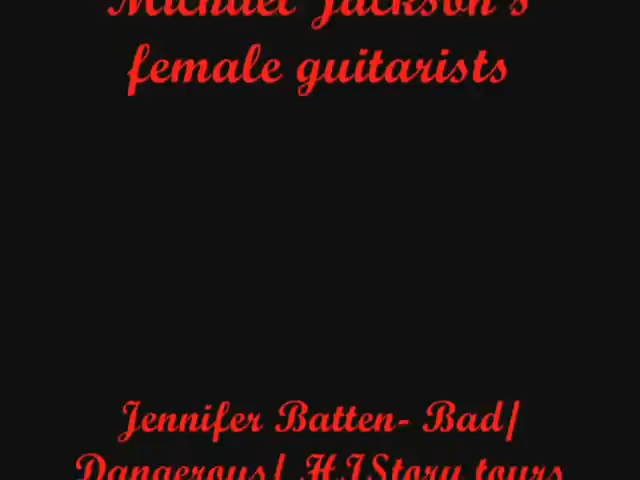 Michael Jackson's
female guitarists
Jennifer Batten- Bad/
Dangerous/ HIStory tours